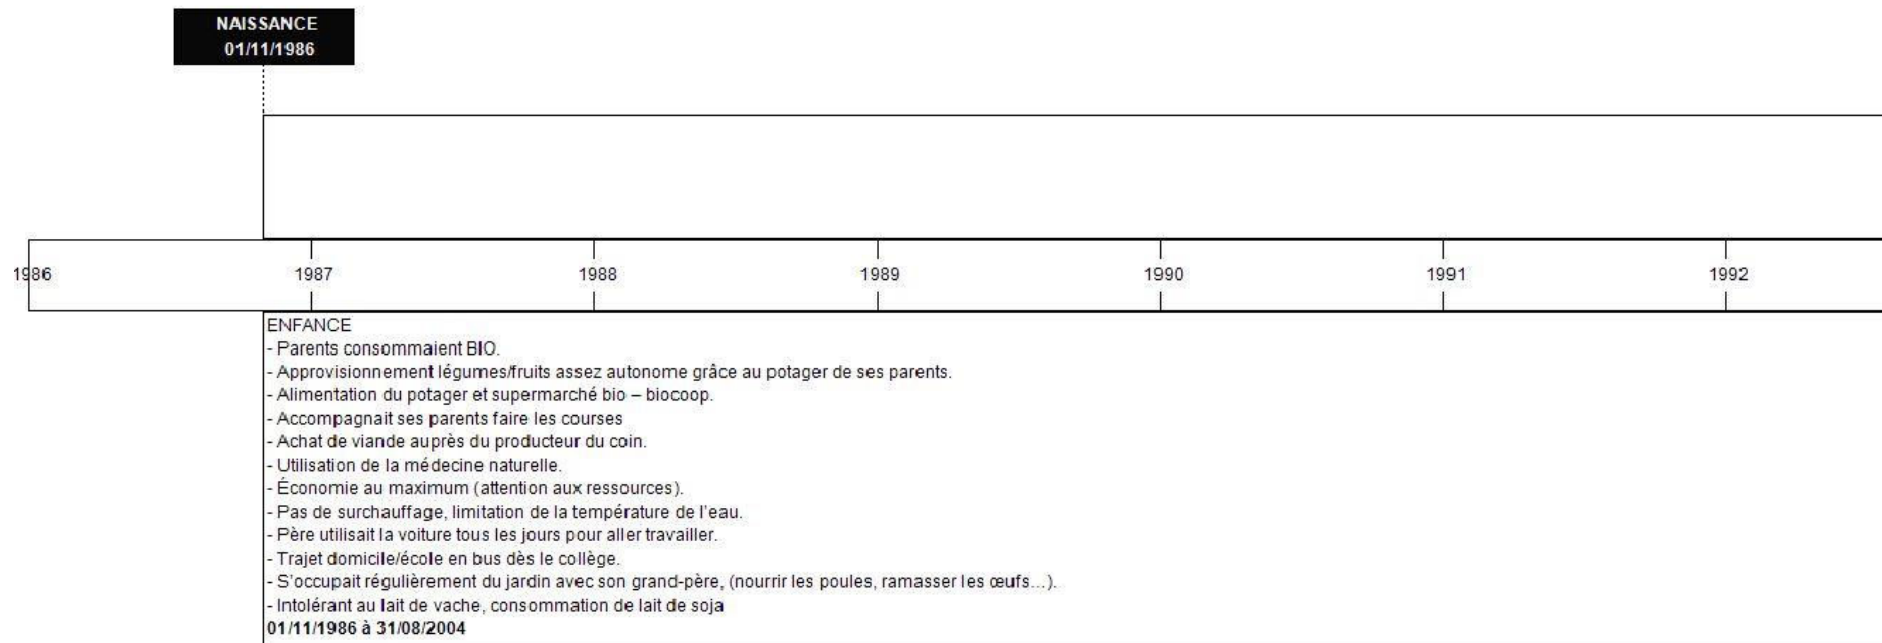 NAISSANCE
01/11/1986
1986 1987 1988 1989 1990 1991 1992
ENFANCE
- Parents consommaient BIO.
- Approvisionnement légumes/fruits assez autonome grâce au potager de ses parents.
- Alimentation du potager et supermarché bio – biocoop.
- Accompagnait ses parents faire les courses
- Achat de viande auprès du producteur du coin.
- Utilisation de la médecine naturelle.
- Économie au maximum (attention aux ressources).
- Pas de surchauffage, limitation de la température de l'eau.
- Père utilisait la voiture tous les jours pour aller travailler.
- Trajet domicile/école en bus dès le collège.
- S'occupait régulièrement du jardin avec son grand-père, (nourrir les poules, ramasser les œufs...).
- Intolérant au lait de vache, consommation de lait de soja
01/11/1986 à 31/08/2004